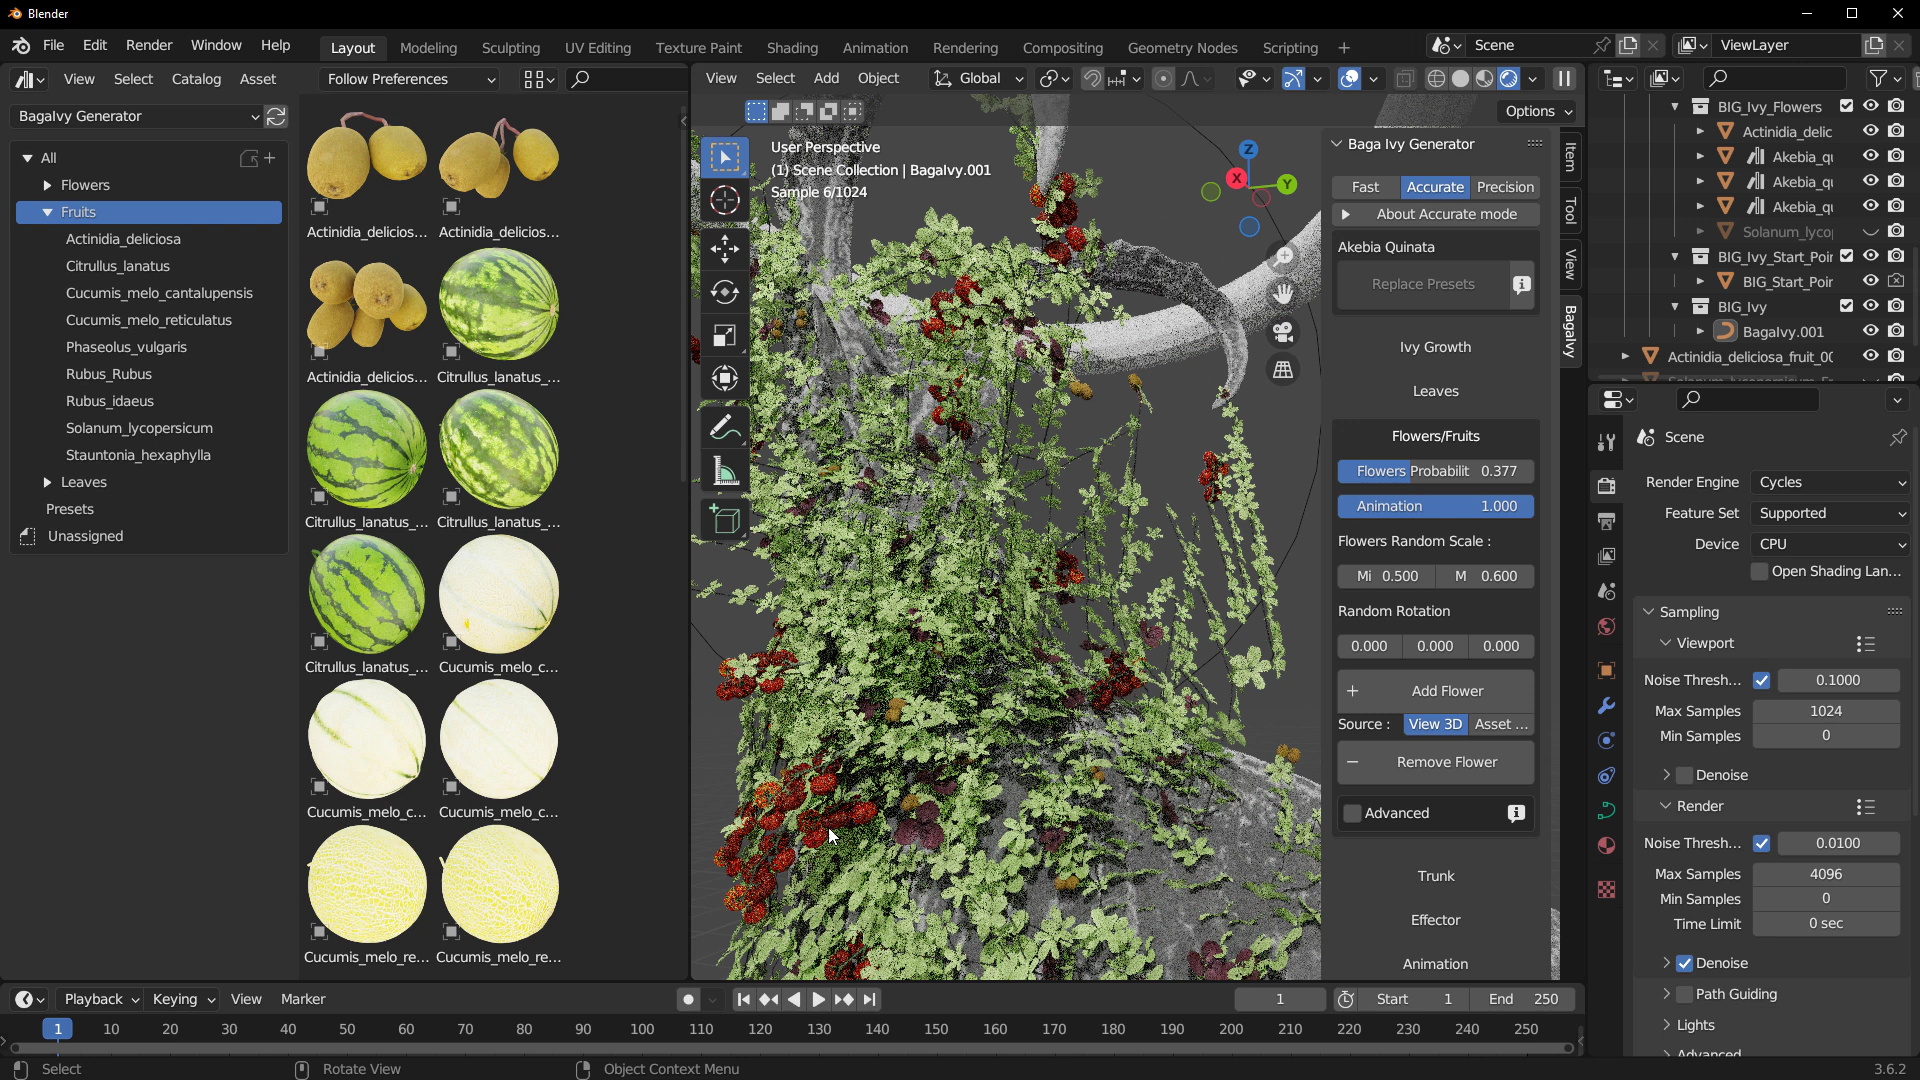 Blender
File Edit Render Window Help
Layout Modeling Sculpting UV Editing Texture Paint Shading Animation Rendering Compositing Geometry Nodes Scripting +
Scene
ViewLayer
View Select Catalog Asset
Follow Preferences
View Select Add Object
Global
Options
BagaIvy Generator
All
Flowers
Fruits
Actinidia_deliciosa
Citrullus_lanatus
Cucumis_melo_cantalupensis
Cucumis_melo_reticulatus
Phaseolus_vulgaris
Rubus_Rubus
Rubus_idaeus
Solanum_lycopersicum
Stauntonia_hexaphylla
Leaves
Presets
Unassigned
Actinidia_delicios... Actinidia_delicios...
Actinidia_delicios... Citrullus_lanatus_...
Citrullus_lanatus_... Citrullus_lanatus_...
Citrullus_lanatus_... Cucumis_melo_c...
Cucumis_melo_c... Cucumis_melo_c...
Cucumis_melo_re... Cucumis_melo_re...
User Perspective
(1) Scene Collection | BagaIvy.001
Sample 6/1024
Z
X
Y
Item
Tool
View
BagaIvy
Baga Ivy Generator
Fast Accurate Precision
About Accurate mode
Akebia Quinata
Replace Presets
Ivy Growth
Leaves
Flowers/Fruits
Flowers Probabilit 0.377
Animation 1.000
Flowers Random Scale :
Mi 0.500 M 0.600
Random Rotation
0.000 0.000 0.000
+ Add Flower
Source : View 3D Asset ...
− Remove Flower
Advanced
Trunk
Effector
Animation
BIG_Ivy_Flowers
Actinidia_delic
Akebia_qu
Akebia_qu
Akebia_qu
Solanum_lycop
BIG_Ivy_Start_Poir
BIG_Start_Poir
BIG_Ivy
BagaIvy.001
Actinidia_deliciosa_fruit_00
Scene
Render Engine Cycles
Feature Set Supported
Device CPU
Open Shading Lan...
Sampling
Viewport
Noise Thresh... 0.1000
Max Samples 1024
Min Samples 0
Denoise
Render
Noise Thresh... 0.0100
Max Samples 4096
Min Samples 0
Time Limit 0 sec
Denoise
Path Guiding
Lights
Advanced
Playback Keying View Marker
1
Start 1 End 250
1 10 20 30 40 50 60 70 80 90 100 110 120 130 140 150 160 170 180 190 200 210 220 230 240 250
Select
Rotate View
Object Context Menu
3.6.2